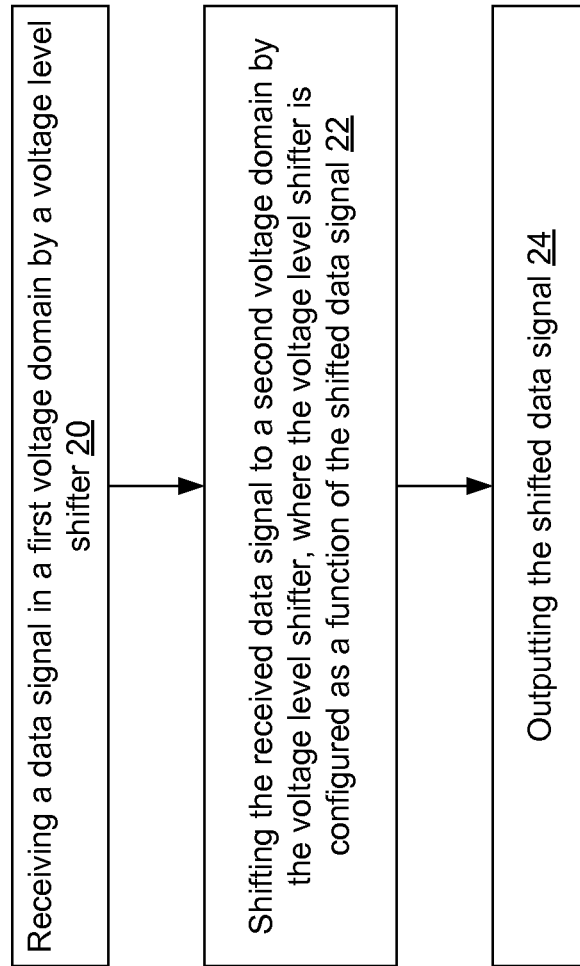 Receiving a data signal in a first voltage domain by a voltage level
shifter 20
Shifting the received data signal to a second voltage domain by
the voltage level shifter, where the voltage level shifter is
configured as a function of the shifted data signal 22
Outputting the shifted data signal 24